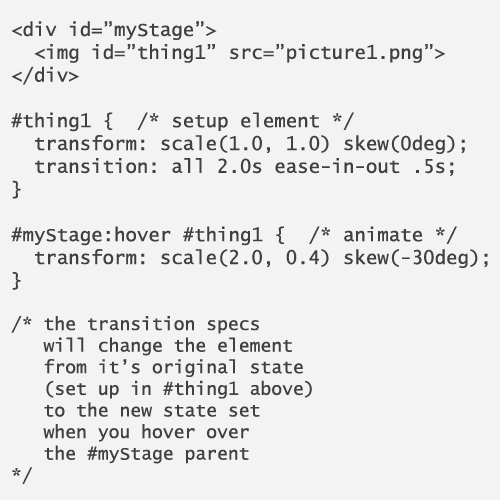 <div id=”myStage”>
  <img id=”thing1” src=”picture1.png”>
</div>

#thing1 {  /* setup element */
  transform: scale(1.0, 1.0) skew(0deg);
  transition: all 2.0s ease-in-out .5s;
}

#myStage:hover #thing1 {  /* animate */
  transform: scale(2.0, 0.4) skew(-30deg);
}

/* the transition specs
   will change the element
   from it’s original state
   (set up in #thing1 above)
   to the new state set
   when you hover over
   the #myStage parent
*/